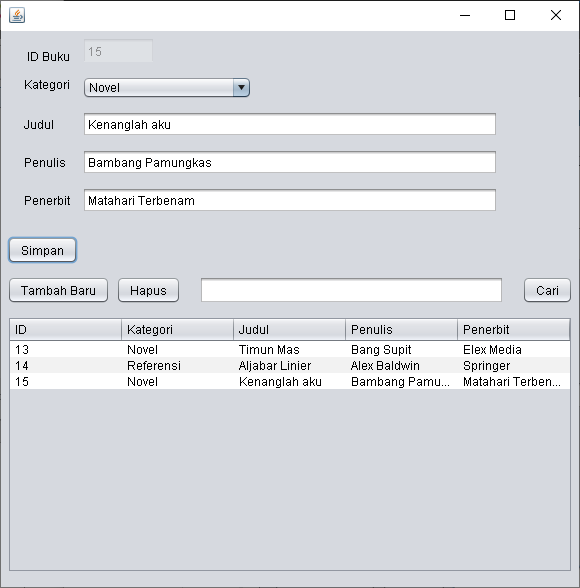 ID Buku 15
Kategori Novel
Judul Kenanglah aku
Penulis Bambang Pamungkas
Penerbit Matahari Terbenam
Simpan
Tambah Baru Hapus Cari
ID Kategori Judul Penulis Penerbit
13 Novel Timun Mas Bang Supit Elex Media
14 Referensi Aljabar Linier Alex Baldwin Springer
15 Novel Kenanglah aku Bambang Pamu... Matahari Terben...